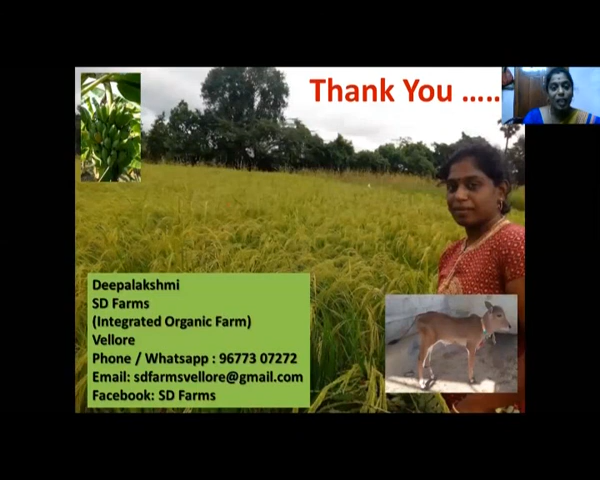 Thank You .....
Deepalakshmi
SD Farms
(Integrated Organic Farm)
Vellore
Phone / Whatsapp : 96773 07272
Email: sdfarmsvellore@gmail.com
Facebook: SD Farms